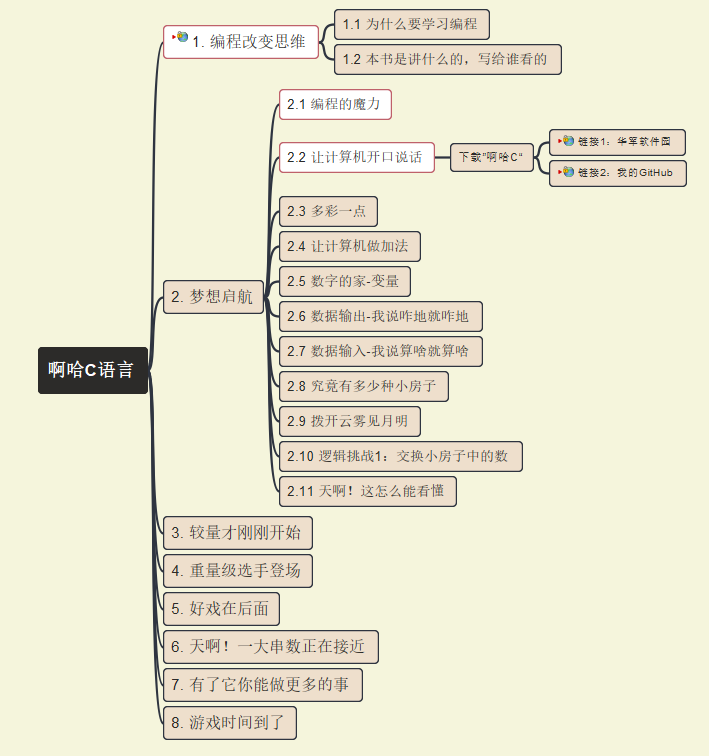 啊哈C语言
1. 编程改变思维
1.1 为什么要学习编程
1.2 本书是讲什么的，写给谁看的
2. 梦想启航
2.1 编程的魔力
2.2 让计算机开口说话
下载"啊哈C"
链接1：华军软件园
链接2：我的GitHub
2.3 多彩一点
2.4 让计算机做加法
2.5 数字的家-变量
2.6 数据输出-我说咋地就咋地
2.7 数据输入-我说算啥就算啥
2.8 究竟有多少种小房子
2.9 拨开云雾见月明
2.10 逻辑挑战1：交换小房子中的数
2.11 天啊！这怎么能看懂
3. 较量才刚刚开始
4. 重量级选手登场
5. 好戏在后面
6. 天啊！一大串数正在接近
7. 有了它你能做更多的事
8. 游戏时间到了